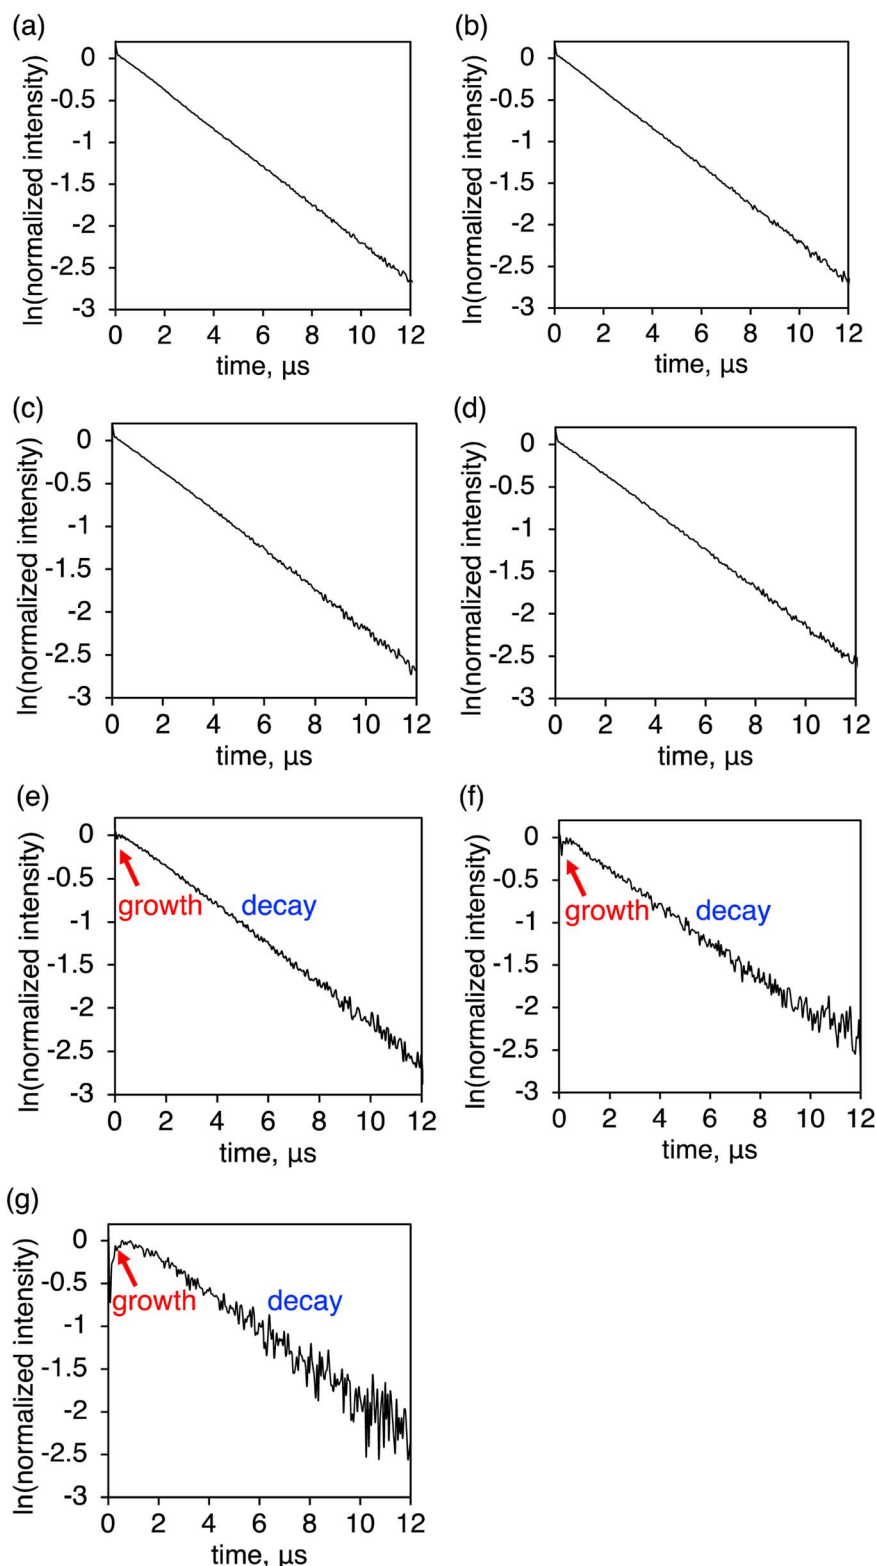 (a)
ln(normalized intensity)
0
-0.5
-1
-1.5
-2
-2.5
-3
0 2 4 6 8 10 12
time, μs
(b)
ln(normalized intensity)
0
-0.5
-1
-1.5
-2
-2.5
-3
0 2 4 6 8 10 12
time, μs
(c)
ln(normalized intensity)
0
-0.5
-1
-1.5
-2
-2.5
-3
0 2 4 6 8 10 12
time, μs
(d)
ln(normalized intensity)
0
-0.5
-1
-1.5
-2
-2.5
-3
0 2 4 6 8 10 12
time, μs
(e)
ln(normalized intensity)
0
-0.5
growth decay
-1
-1.5
-2
-2.5
-3
0 2 4 6 8 10 12
time, μs
(f)
ln(normalized intensity)
0
-0.5
growth decay
-1
-1.5
-2
-2.5
-3
0 2 4 6 8 10 12
time, μs
(g)
ln(normalized intensity)
0
-0.5
growth decay
-1
-1.5
-2
-2.5
-3
0 2 4 6 8 10 12
time, μs